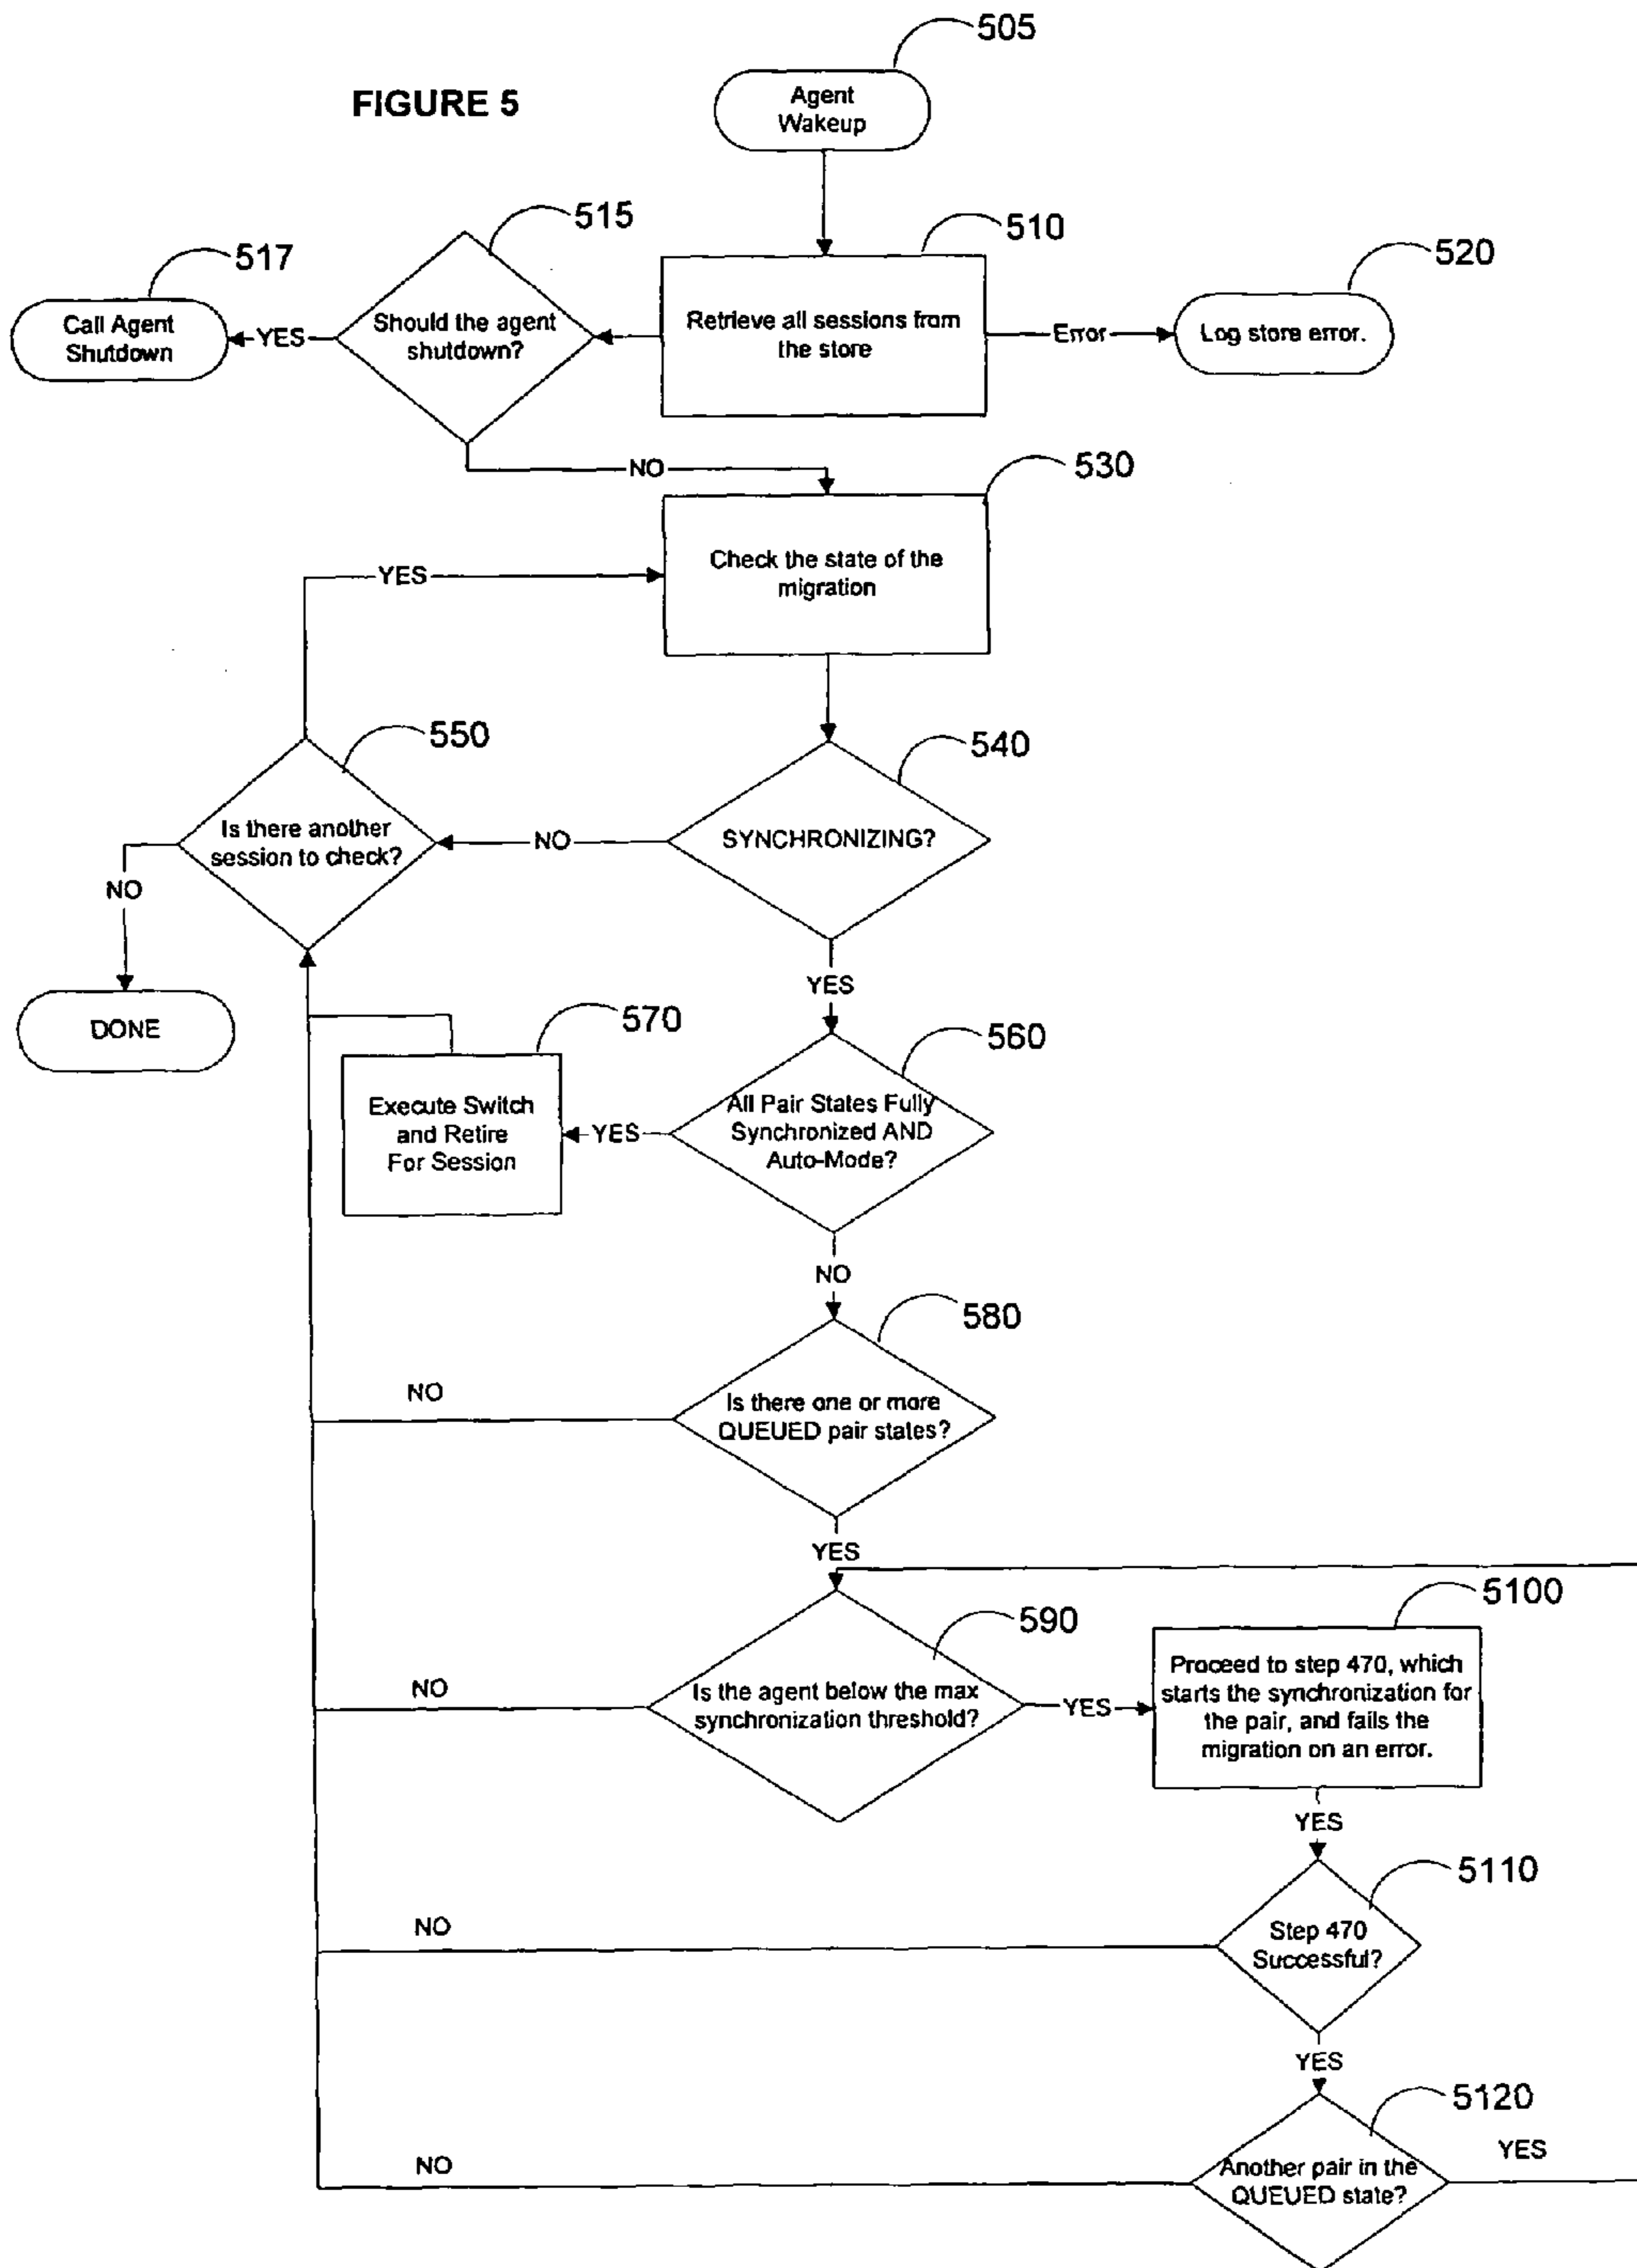 505
FIGURE 5
Agent
Wakeup
515
510
517
520
Call Agent
Shutdown
YES
Should the agent
shutdown?
Retrieve all sessions from
the store
Error
Log store error.
NO
530
YES
Check the state of the
migration
550
540
Is there another
session to check?
NO
SYNCHRONIZING?
NO
YES
DONE
570
560
Execute Switch
and Retire
For Session
YES
All Pair States Fully
Synchronized AND
Auto-Mode?
NO
580
NO
Is there one or more
QUEUED pair states?
YES
5100
590
NO
Is the agent below the max
synchronization threshold?
YES
Proceed to step 470, which
starts the synchronization for
the pair, and fails the
migration on an error.
YES
5110
NO
Step 470
Successful?
YES
5120
NO
Another pair in the
QUEUED state?
YES